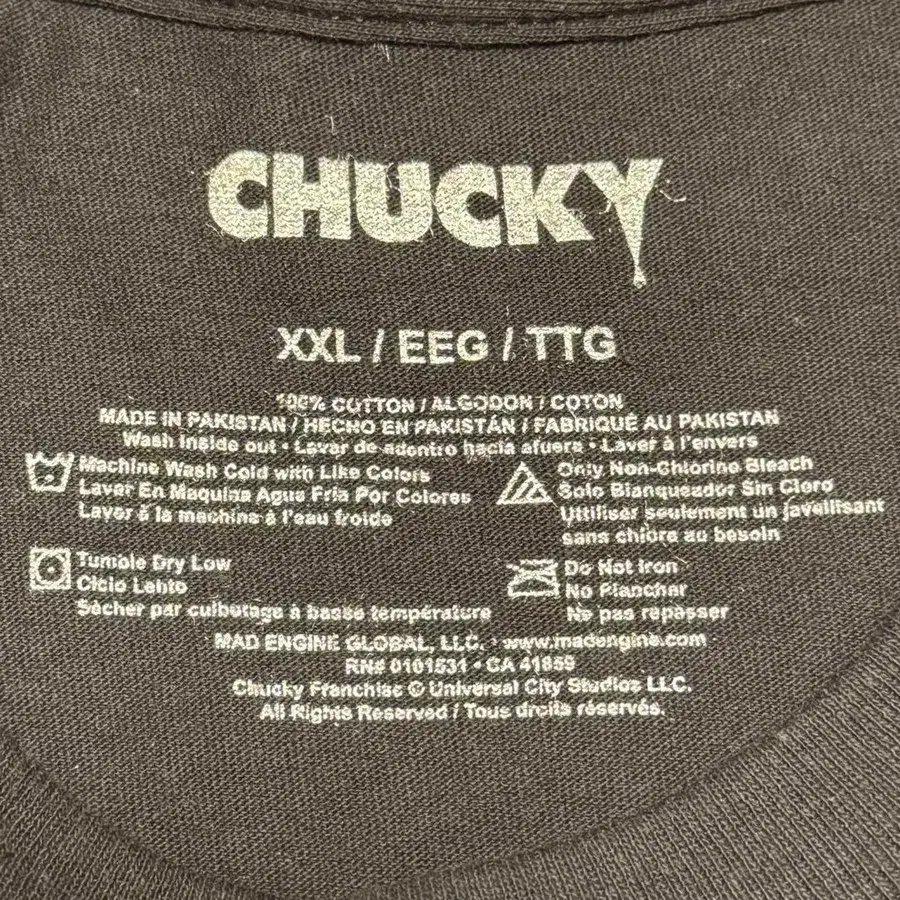 CHUCKY
XXL / EEG / TTG
100% COTTON / ALGODON / COTON
MADE IN PAKISTAN / HECHO EN PAKISTÁN / FABRIQUÉ AU PAKISTAN
Wash Inside out • Lavar de adentro hacia afuera • Laver à l'envers
Machine Wash Cold with Like Colors
Lavar En Maquina Agua Fria Por Colores
Laver à la machine à l'eau froide
Only Non-Chlorine Bleach
Solo Blanqueador Sin Cloro
Uttiliser seulement un javellisant
sans chlore au besoin
Tumble Dry Low
Ciclo Lento
Sécher par culbutage à basse température
Do Not Iron
No Planchar
Ne pas repasser
MAD ENGINE GLOBAL, LLC. • www.madengine.com
RN# 0101531 • CA 41859
Chucky Franchise © Universal City Studios LLC.
All Rights Reserved / Tous droits réservés.